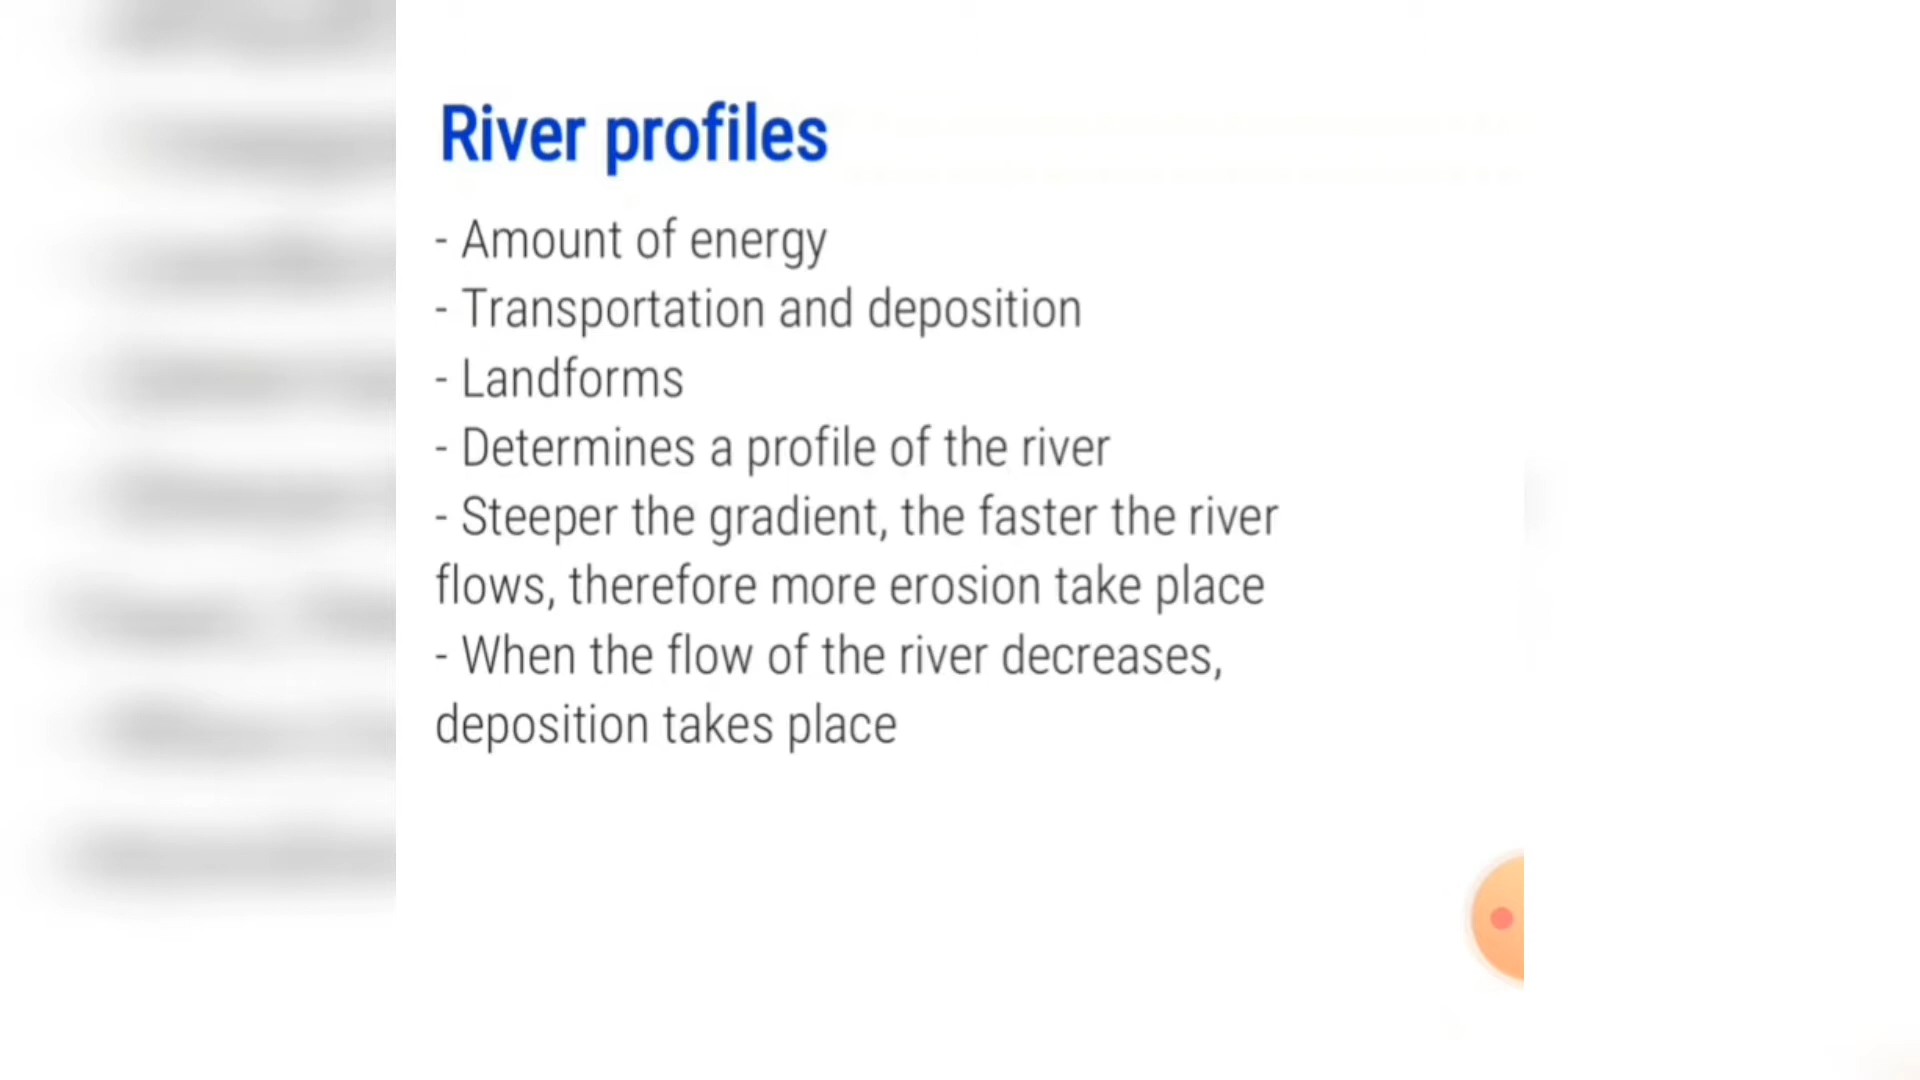 River profiles
- Amount of energy
- Transportation and deposition
- Landforms
- Determines a profile of the river
- Steeper the gradient, the faster the river
flows, therefore more erosion take place
- When the flow of the river decreases,
deposition takes place